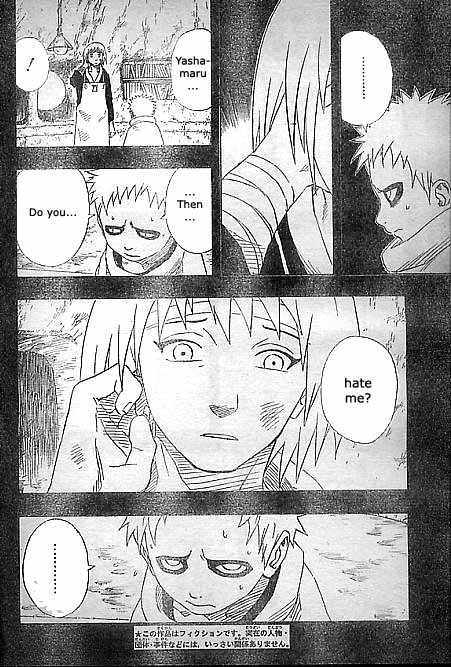 ..........
Yasha-
maru
...
!
...
Then
...
Do you...
hate
me?
..........
★この作品はフィクションです。実在の人物・
団体・事件などには、いっさい関係ありません。